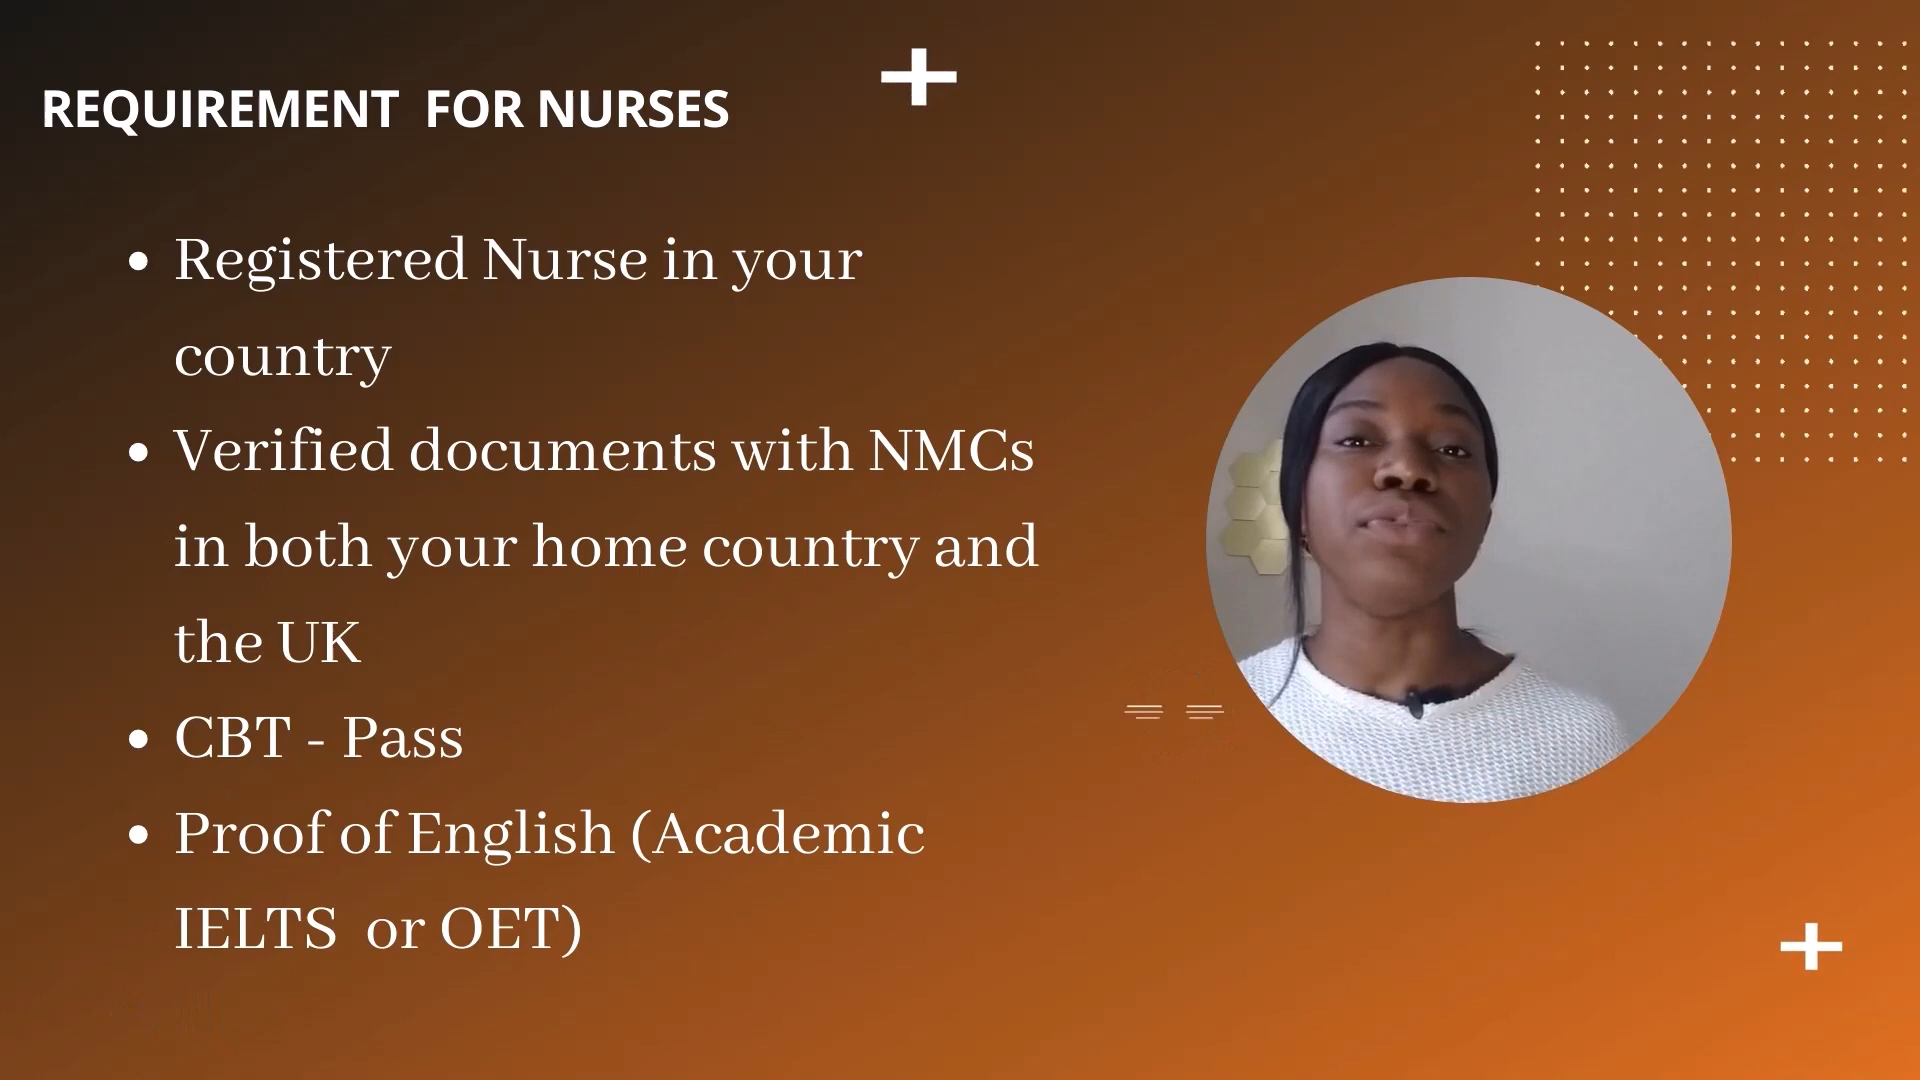 REQUIREMENT  FOR NURSES
• Registered Nurse in your
country
• Verified documents with NMCs
in both your home country and
the UK
• CBT - Pass
• Proof of English (Academic
IELTS  or OET)